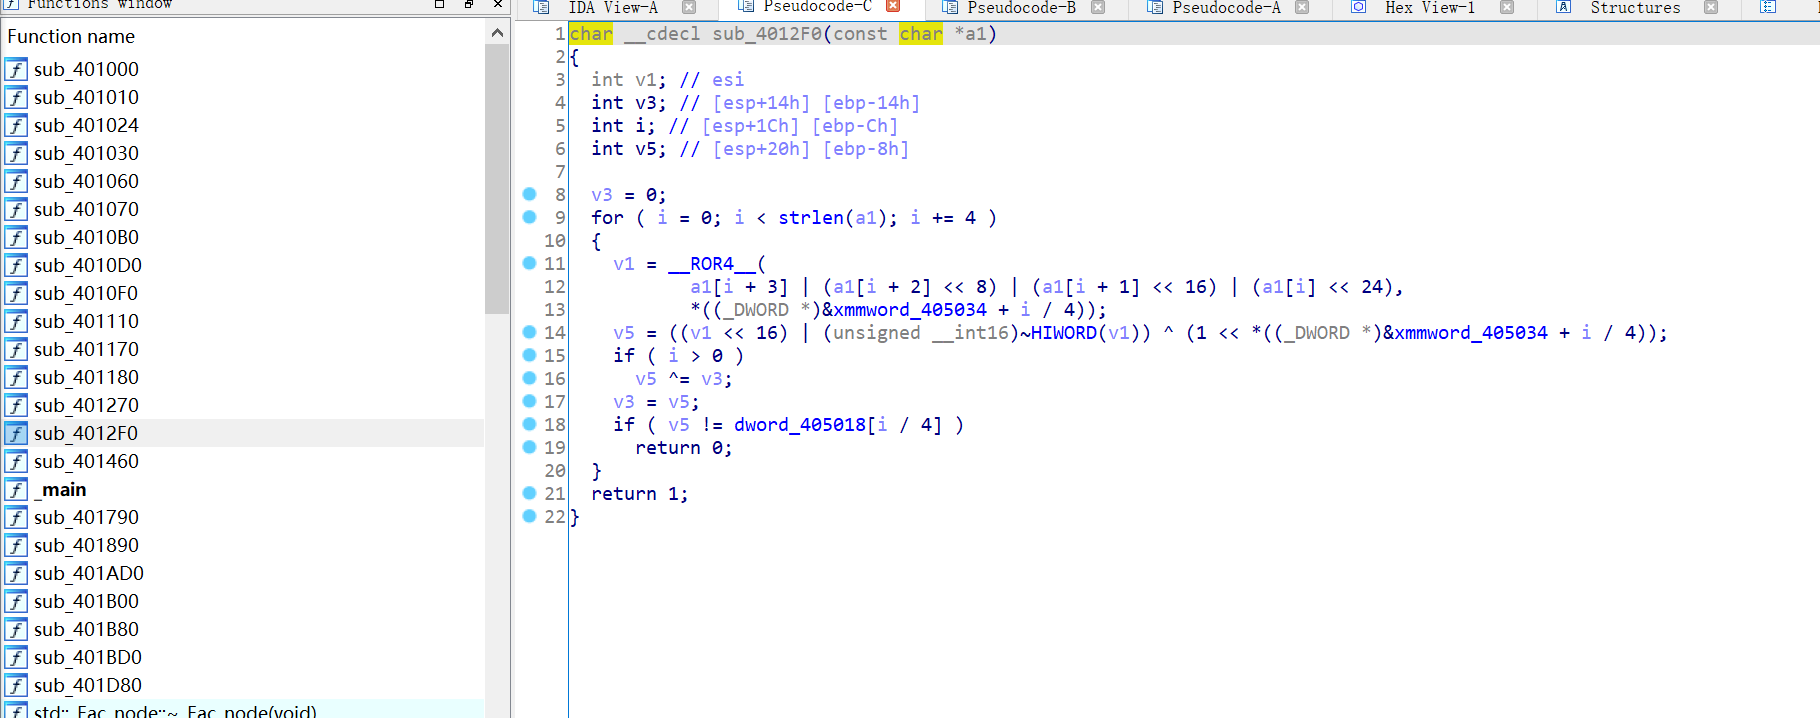 Functions window
Function name
sub_401000
sub_401010
sub_401024
sub_401030
sub_401060
sub_401070
sub_4010B0
sub_4010D0
sub_4010F0
sub_401110
sub_401170
sub_401180
sub_401270
sub_4012F0
sub_401460
_main
sub_401790
sub_401890
sub_401AD0
sub_401B00
sub_401B80
sub_401BD0
sub_401D80
std::_Fac_node::~_Fac_node(void)
IDA View-A Pseudocode-C Pseudocode-B Pseudocode-A Hex View-1 Structures
1 char __cdecl sub_4012F0(const char *a1)
2 {
3 int v1; // esi
4 int v3; // [esp+14h] [ebp-14h]
5 int i; // [esp+1Ch] [ebp-Ch]
6 int v5; // [esp+20h] [ebp-8h]
7
8 v3 = 0;
9 for ( i = 0; i < strlen(a1); i += 4 )
10 {
11 v1 = __ROR4__(
12 a1[i + 3] | (a1[i + 2] << 8) | (a1[i + 1] << 16) | (a1[i] << 24),
13 *((_DWORD *)&xmmword_405034 + i / 4));
14 v5 = ((v1 << 16) | (unsigned __int16)~HIWORD(v1)) ^ (1 << *((_DWORD *)&xmmword_405034 + i / 4));
15 if ( i > 0 )
16 v5 ^= v3;
17 v3 = v5;
18 if ( v5 != dword_405018[i / 4] )
19 return 0;
20 }
21 return 1;
22 }